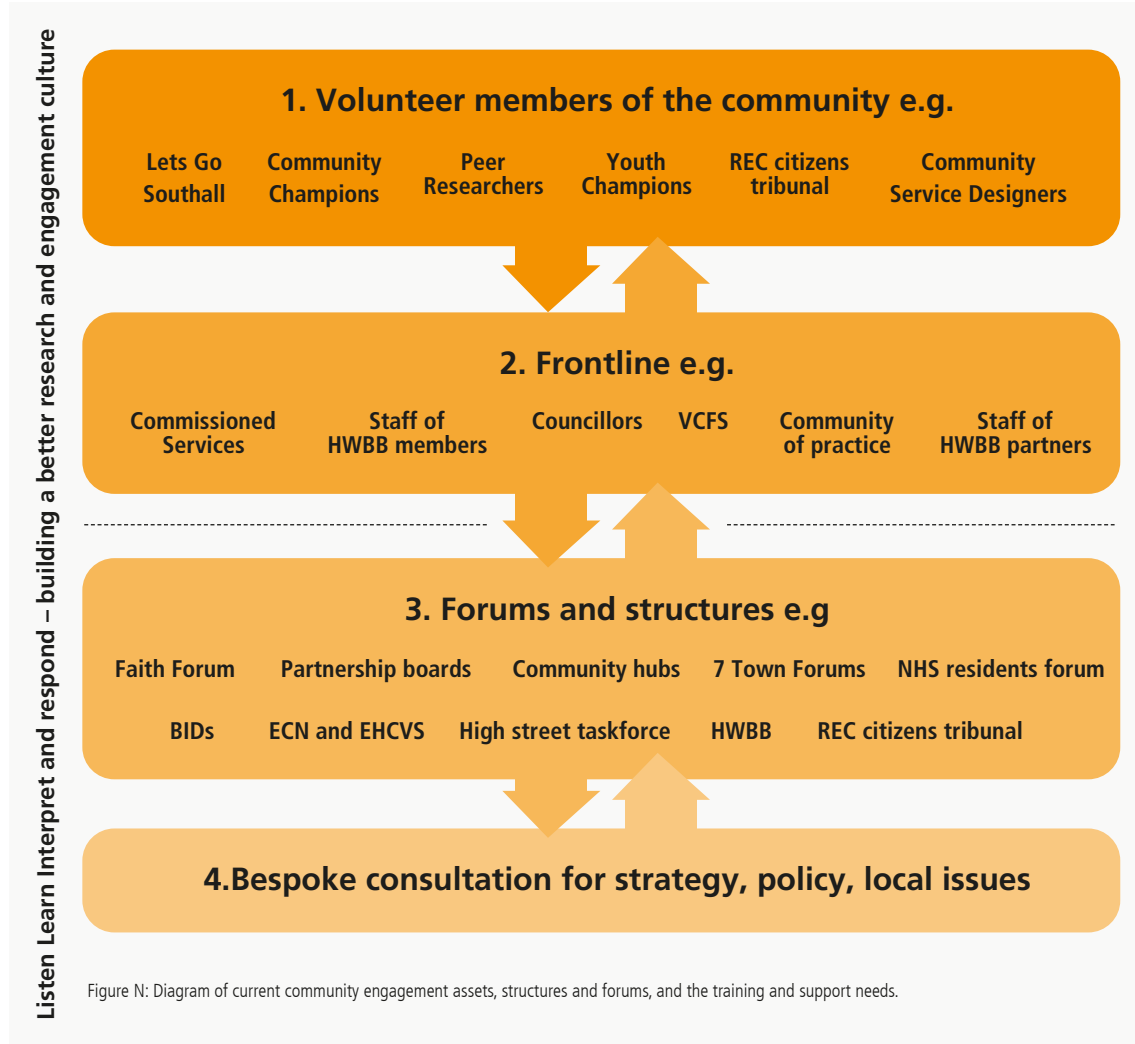 Listen Learn Interpret and respond – building a better research and engagement culture
1. Volunteer members of the community e.g.
Lets Go
Southall
Community
Champions
Peer
Researchers
Youth
Champions
REC citizens
tribunal
Community
Service Designers
2. Frontline e.g.
Commissioned
Services
Staff of
HWBB members
Councillors
VCFS
Community
of practice
Staff of
HWBB partners
3. Forums and structures e.g
Faith Forum
Partnership boards
Community hubs
7 Town Forums
NHS residents forum
BIDs
ECN and EHCVS
High street taskforce
HWBB
REC citizens tribunal
4.Bespoke consultation for strategy, policy, local issues
Figure N: Diagram of current community engagement assets, structures and forums, and the training and support needs.